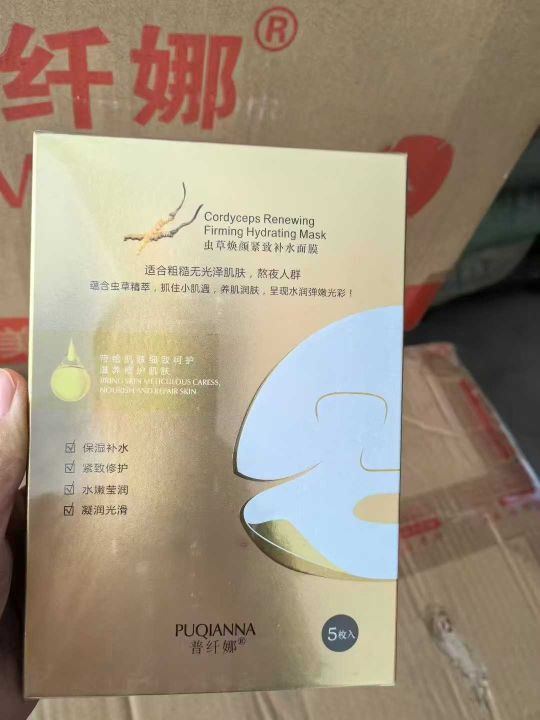 纤娜®
Cordyceps Renewing
Firming Hydrating Mask
虫草焕颜紧致补水面膜
适合粗糙无光泽肌肤，熬夜人群
蕴含虫草精萃，抓住小肌遇，养肌润肤，呈现水润弹嫩光彩！
带给肌肤细致呵护
滋养修护肌肤
BRING SKIN METICULOUS CARESS,
NOURISH AND REPAIR SKIN
保湿补水
紧致修护
水嫩莹润
凝润光滑
PUQIANNA
普纤娜®
5枚入